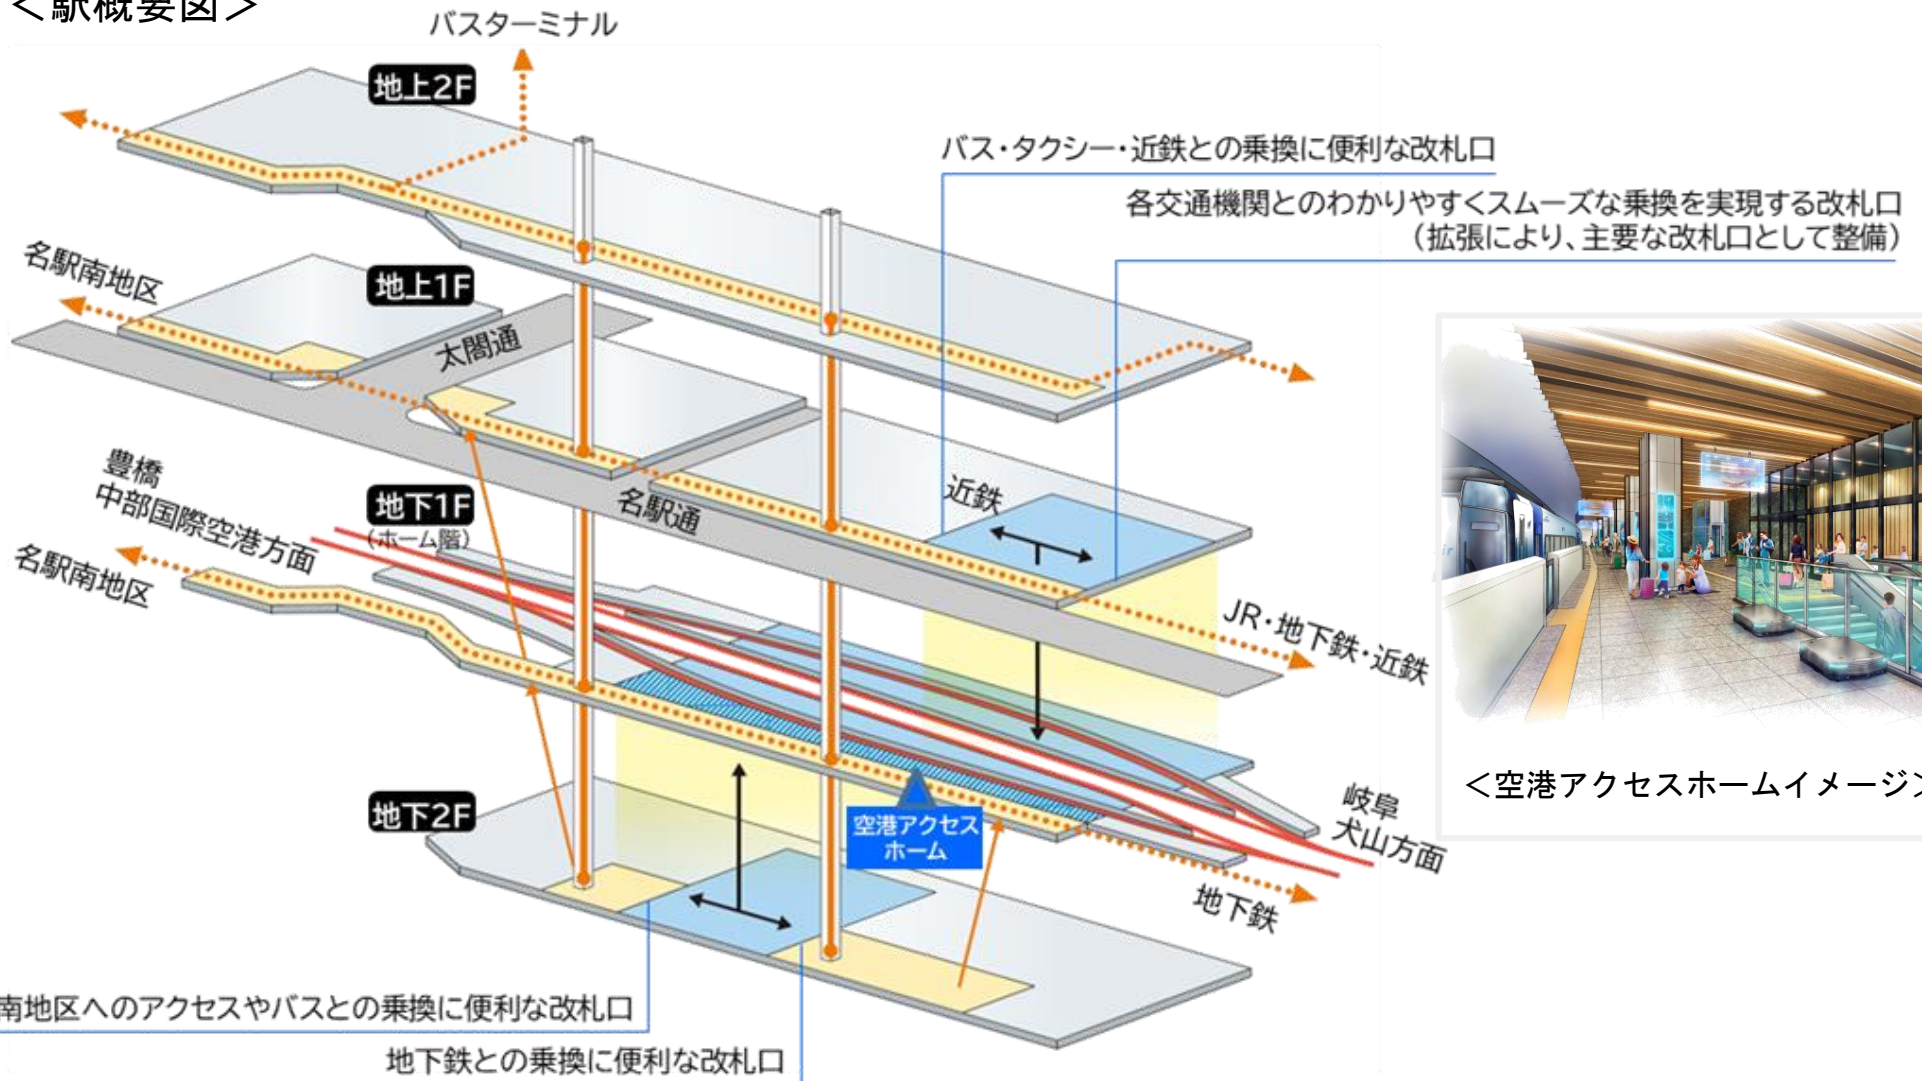 ＜駅概要図＞
バスターミナル
地上2F
バス・タクシー・近鉄との乗換に便利な改札口
各交通機関とのわかりやすくスムーズな乗換を実現する改札口
（拡張により、主要な改札口として整備）
名駅南地区
地上1F
太閤通
近鉄
名駅通
豊橋
中部国際空港方面
地下1F
（ホーム階）
名駅南地区
JR・地下鉄・近鉄
＜空港アクセスホームイメージ＞
岐阜
犬山方面
地下2F
空港アクセス
ホーム
地下鉄
南地区へのアクセスやバスとの乗換に便利な改札口
地下鉄との乗換に便利な改札口